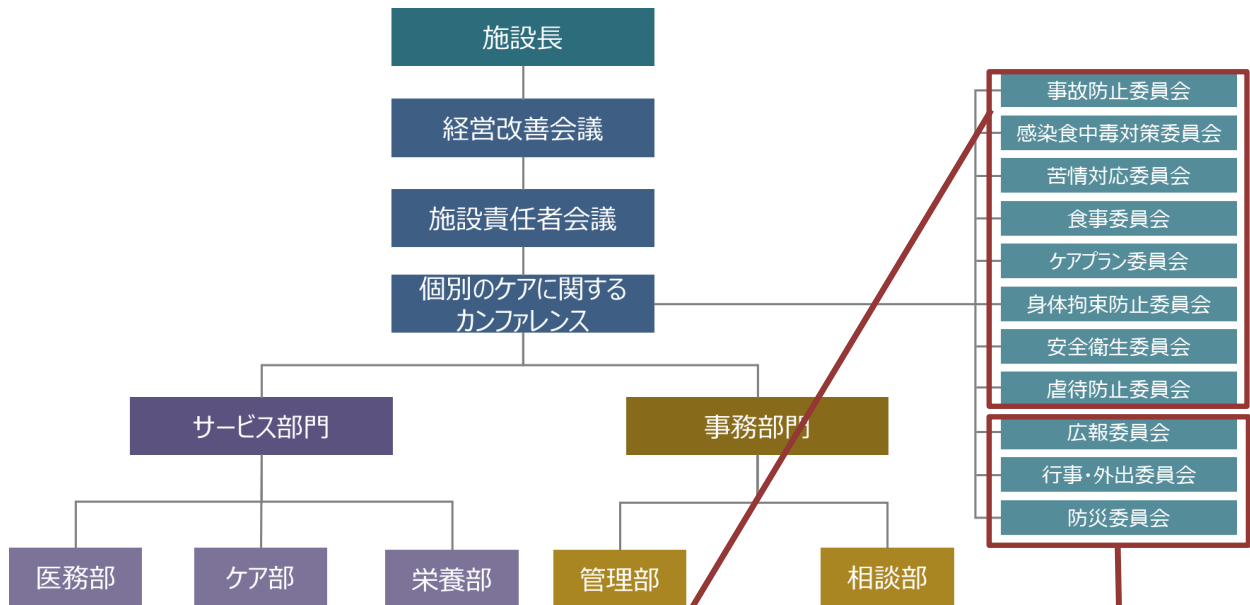 施設長
経営改善会議
施設責任者会議
個別のケアに関する
カンファレンス
サービス部門
事務部門
医務部
ケア部
栄養部
管理部
相談部
事故防止委員会
感染食中毒対策委員会
苦情対応委員会
食事委員会
ケアプラン委員会
身体拘束防止委員会
安全衛生委員会
虐待防止委員会
広報委員会
行事・外出委員会
防災委員会